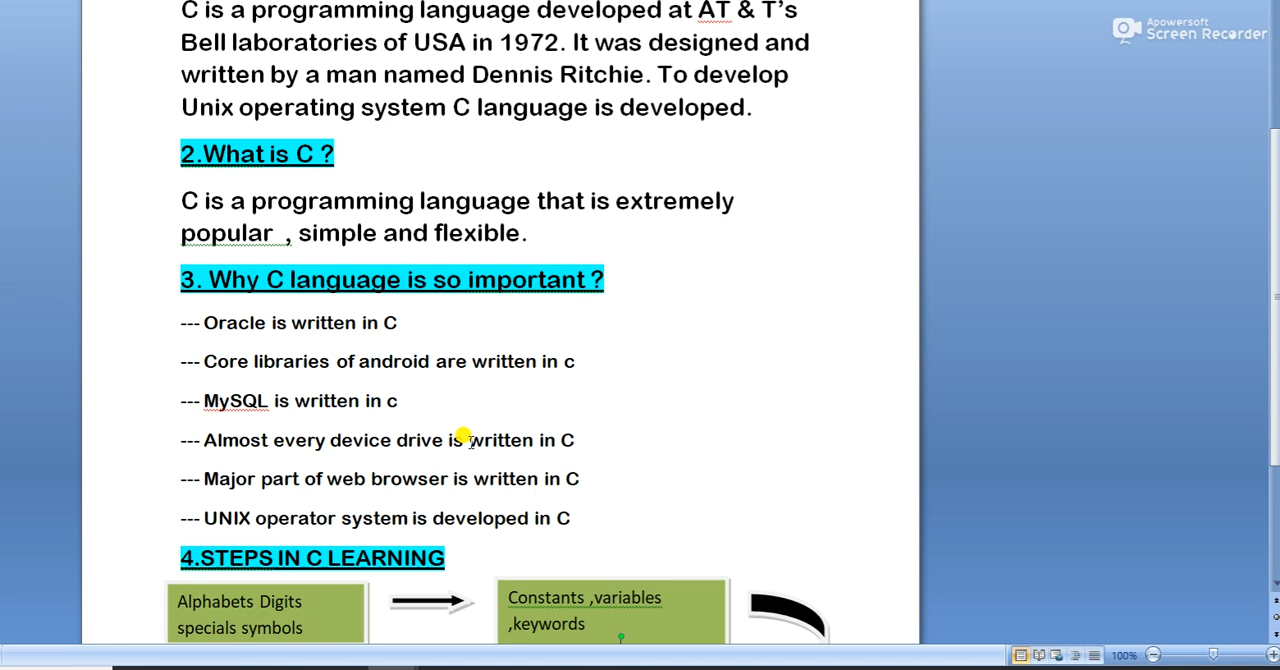 C is a programming language developed at AT & T's
Bell laboratories of USA in 1972. It was designed and
written by a man named Dennis Ritchie. To develop
Unix operating system C language is developed.
2.What is C ?
C is a programming language that is extremely
popular , simple and flexible.
3. Why C language is so important ?
--- Oracle is written in C
--- Core libraries of android are written in c
--- MySQL is written in c
--- Almost every device drive is written in C
--- Major part of web browser is written in C
--- UNIX operator system is developed in C
4.STEPS IN C LEARNING
Alphabets Digits
specials symbols
Constants ,variables
,keywords
Apowersoft
Screen Recorder
100%